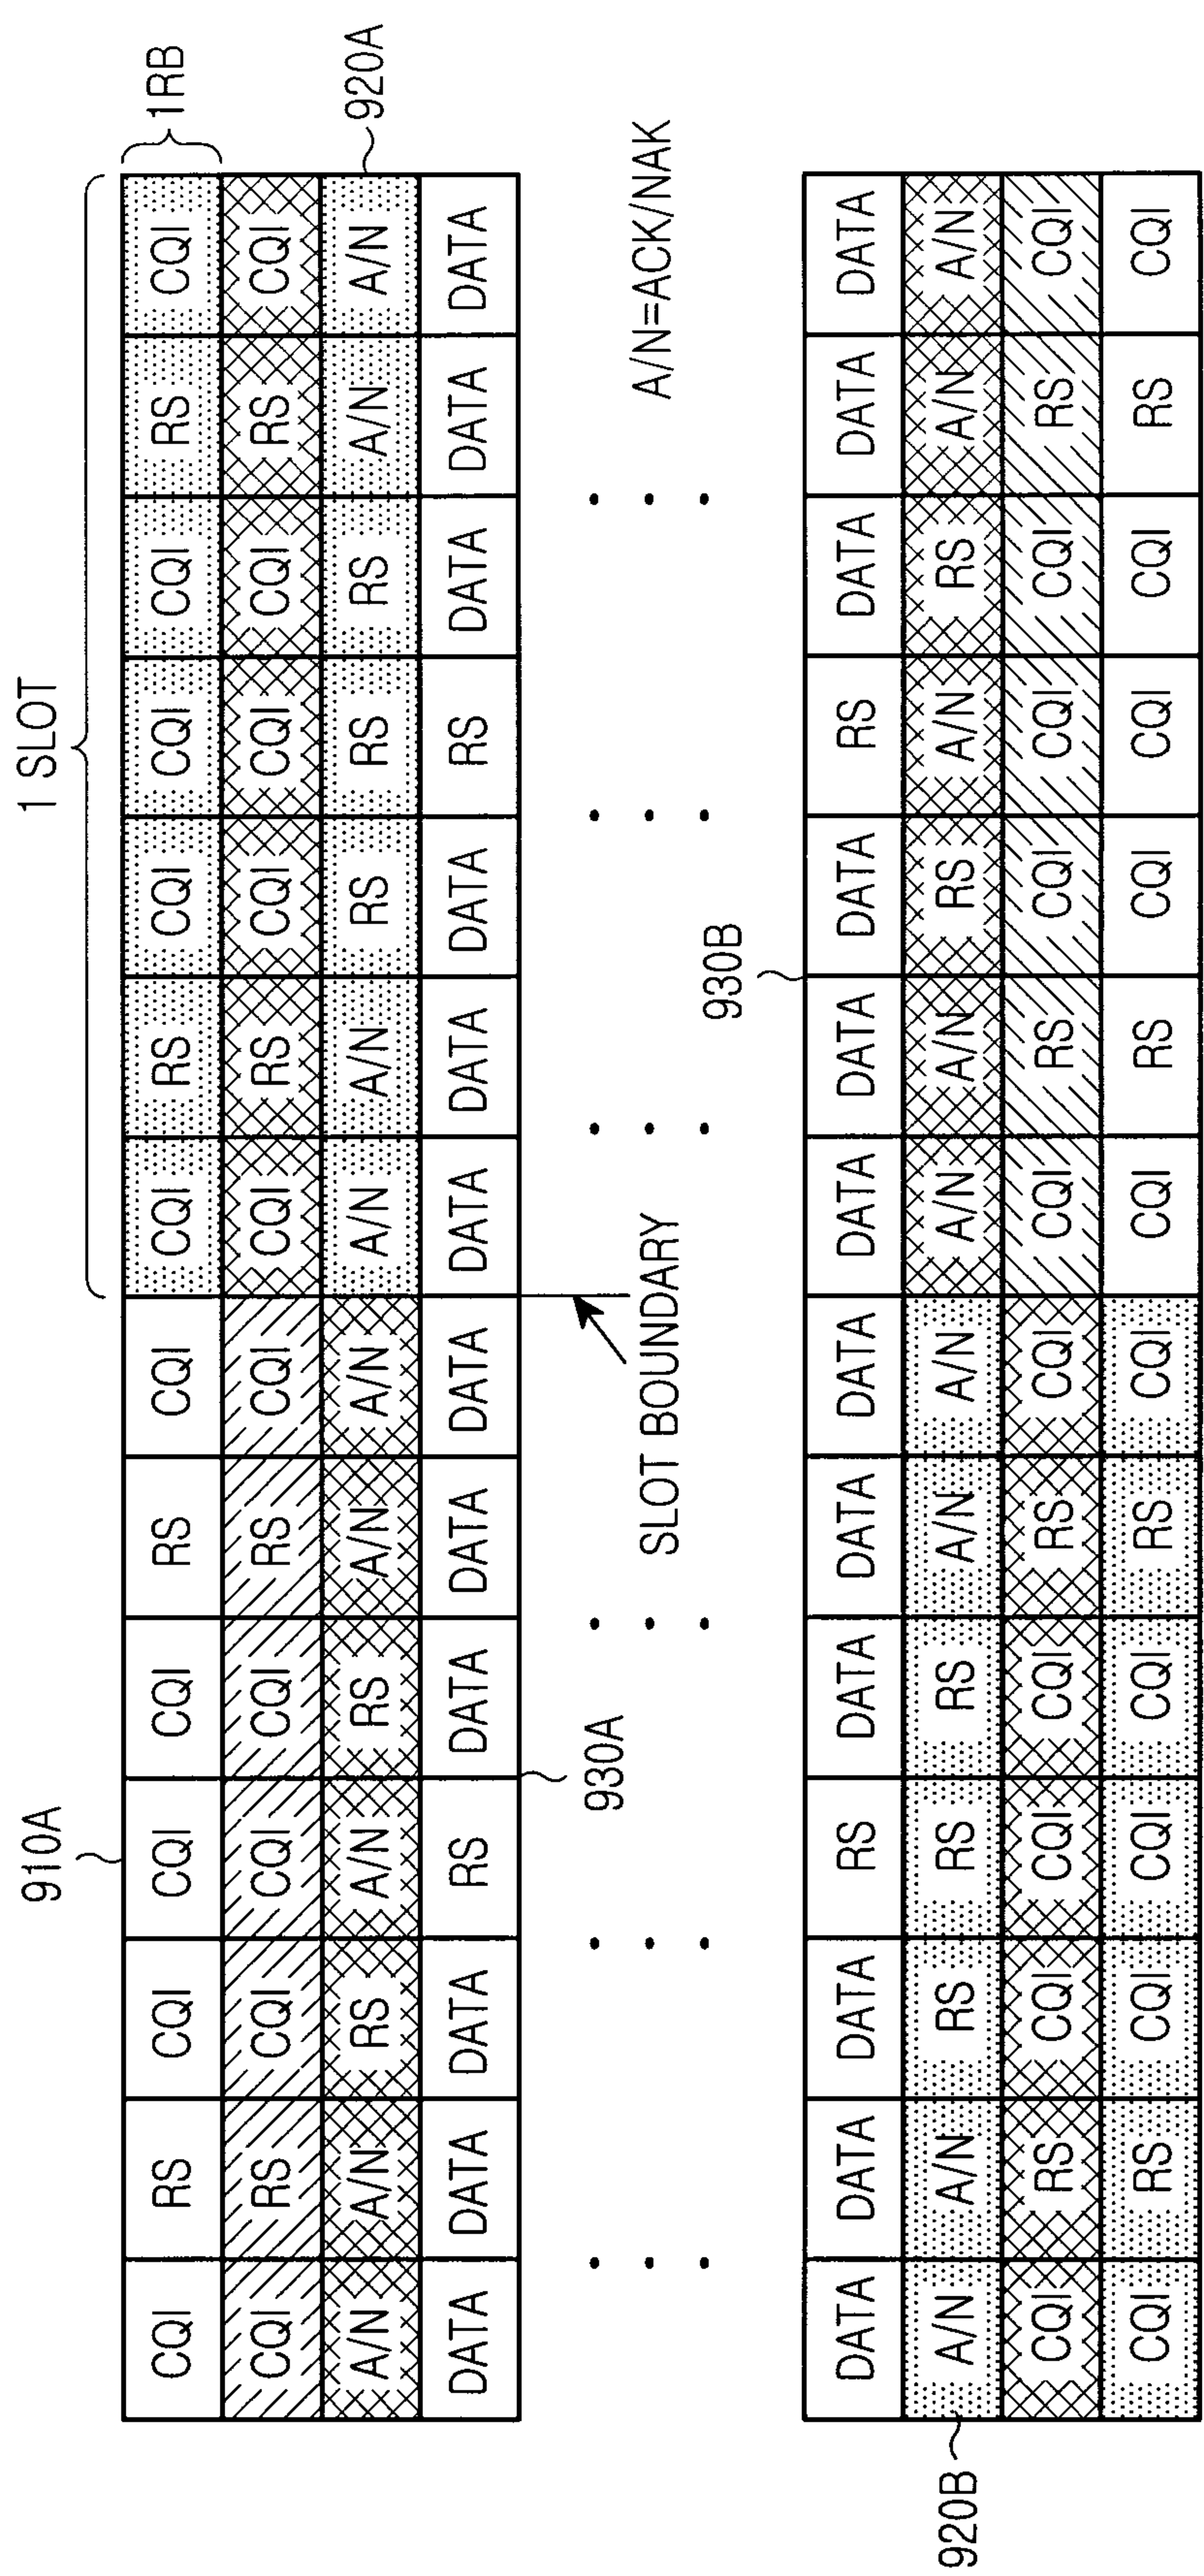 1 SLOT
910A
1RB
CQI RS CQI CQI CQI RS CQI CQI RS CQI CQI CQI RS CQI
CQI RS CQI CQI CQI RS CQI CQI RS CQI CQI CQI RS CQI
A/N A/N RS A/N RS A/N A/N A/N A/N RS RS RS A/N A/N
920A
DATA DATA DATA RS DATA DATA DATA DATA DATA DATA RS DATA DATA DATA
930A
SLOT BOUNDARY
A/N=ACK/NAK
930B
DATA DATA DATA RS DATA DATA DATA DATA DATA DATA RS DATA DATA DATA
920B
A/N A/N RS RS RS A/N A/N A/N A/N RS A/N RS A/N A/N
CQI RS CQI CQI CQI RS CQI CQI RS CQI CQI CQI RS CQI
CQI RS CQI CQI CQI RS CQI CQI RS CQI CQI CQI RS CQI